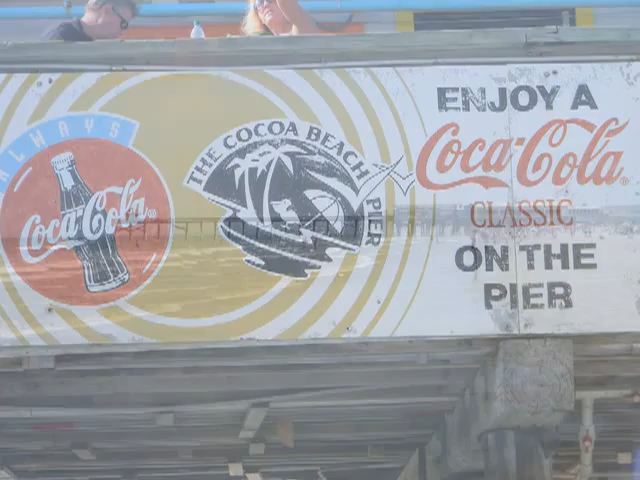 ALWAYS
Coca-Cola®
THE COCOA BEACH
PIER
ENJOY A
Coca-Cola®
CLASSIC
ON THE
PIER